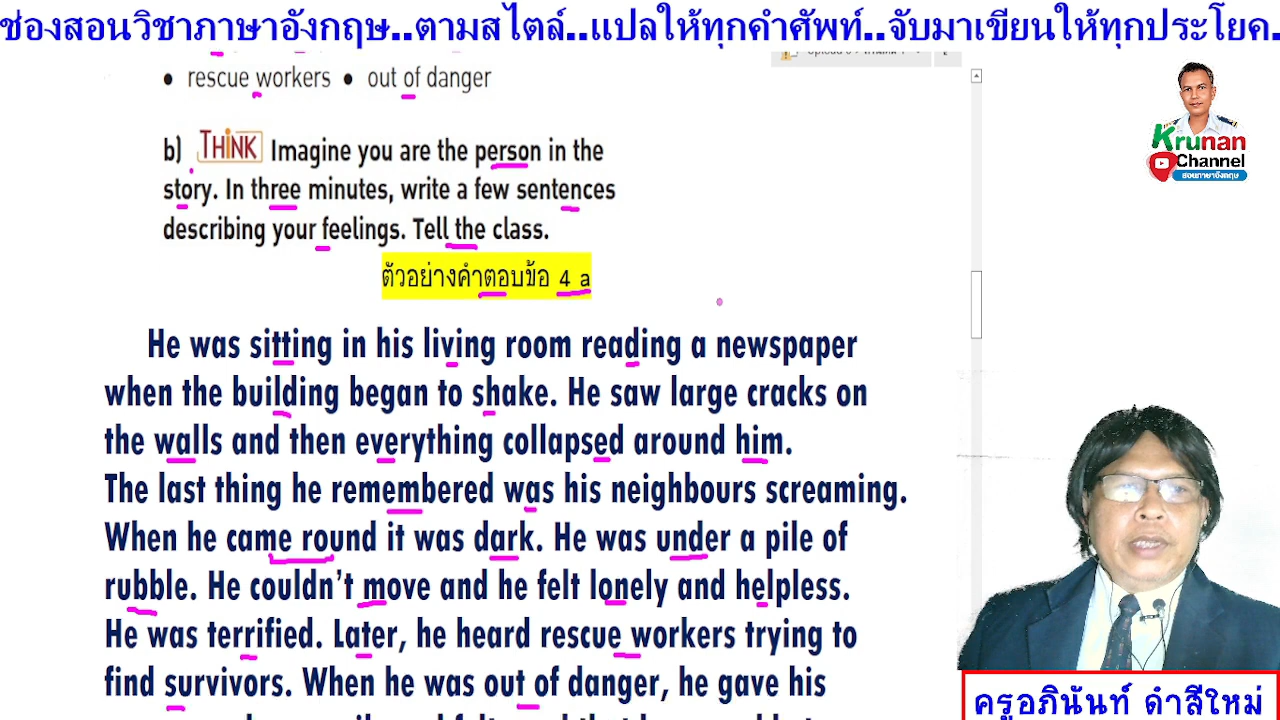 ช่องสอนวิชาภาษาอังกฤษ..ตามสไตล์..แปลให้ทุกคำศัพท์..จับมาเขียนให้ทุกประโยค.
• rescue workers • out of danger
Krunan
Channel
สอนภาษาอังกฤษ
b) THiNK Imagine you are the person in the
story. In three minutes, write a few sentences
describing your feelings. Tell the class.
ตัวอย่างคำตอบข้อ 4 a
He was sitting in his living room reading a newspaper
when the building began to shake. He saw large cracks on
the walls and then everything collapsed around him.
The last thing he remembered was his neighbours screaming.
When he came round it was dark. He was under a pile of
rubble. He couldn't move and he felt lonely and helpless.
He was terrified. Later, he heard rescue workers trying to
find survivors. When he was out of danger, he gave his
ครูอภินันท์ ดำสีใหม่